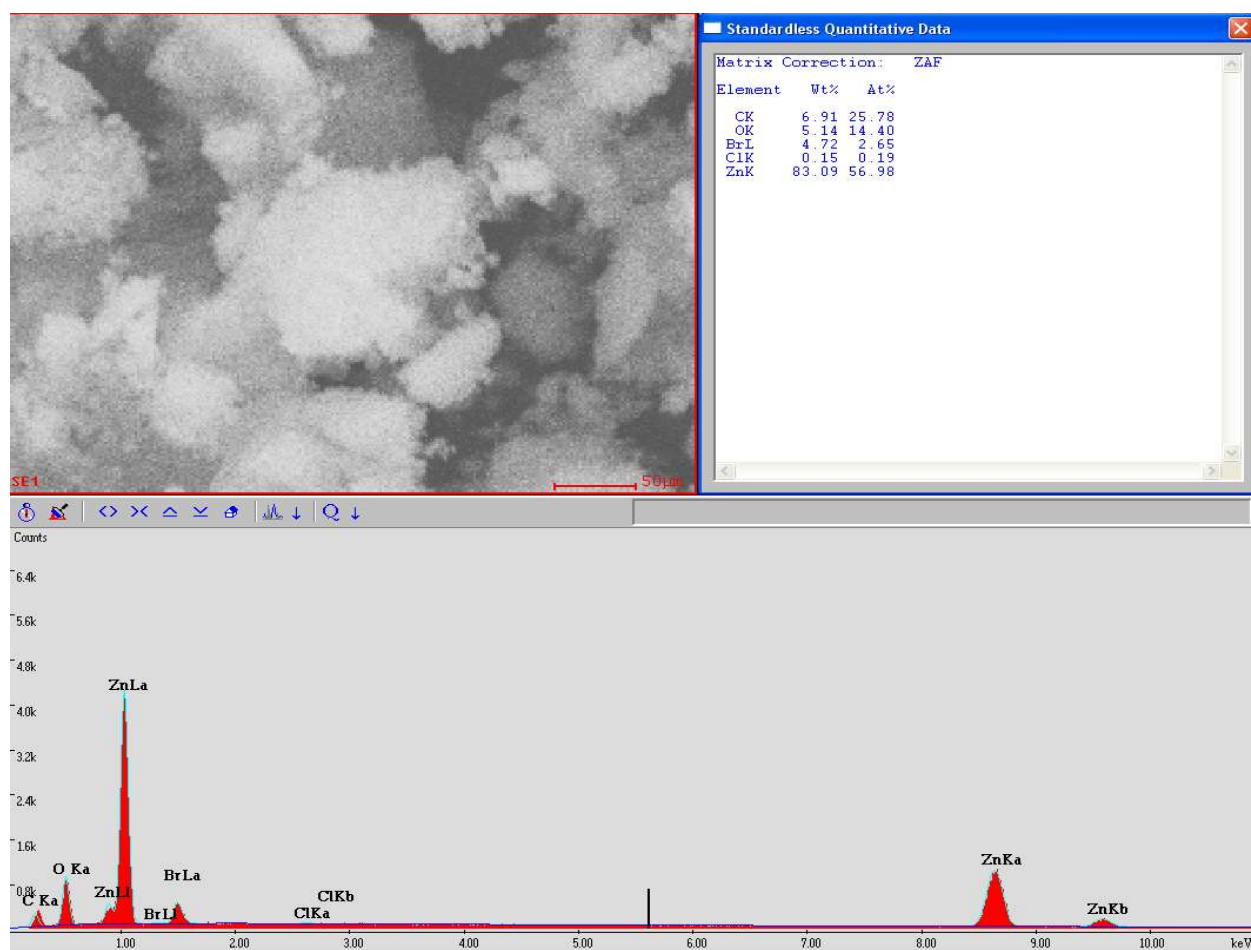 Standardless Quantitative Data
Matrix Correction: ZAF
Element Wt% At%
CK 6.91 25.78
OK 5.14 14.40
BrL 4.72 2.65
ClK 0.15 0.19
ZnK 83.09 56.98
SE1
50µm
Q
Counts
6.4k
5.6k
4.8k
ZnLa
4.0k
3.2k
2.4k
1.6k
O Ka
BrLa
ZnKa
0.8k
C Ka
ZnLl
BrLl
ClKa
ClKb
ZnKb
1.00 2.00 3.00 4.00 5.00 6.00 7.00 8.00 9.00 10.00 keV